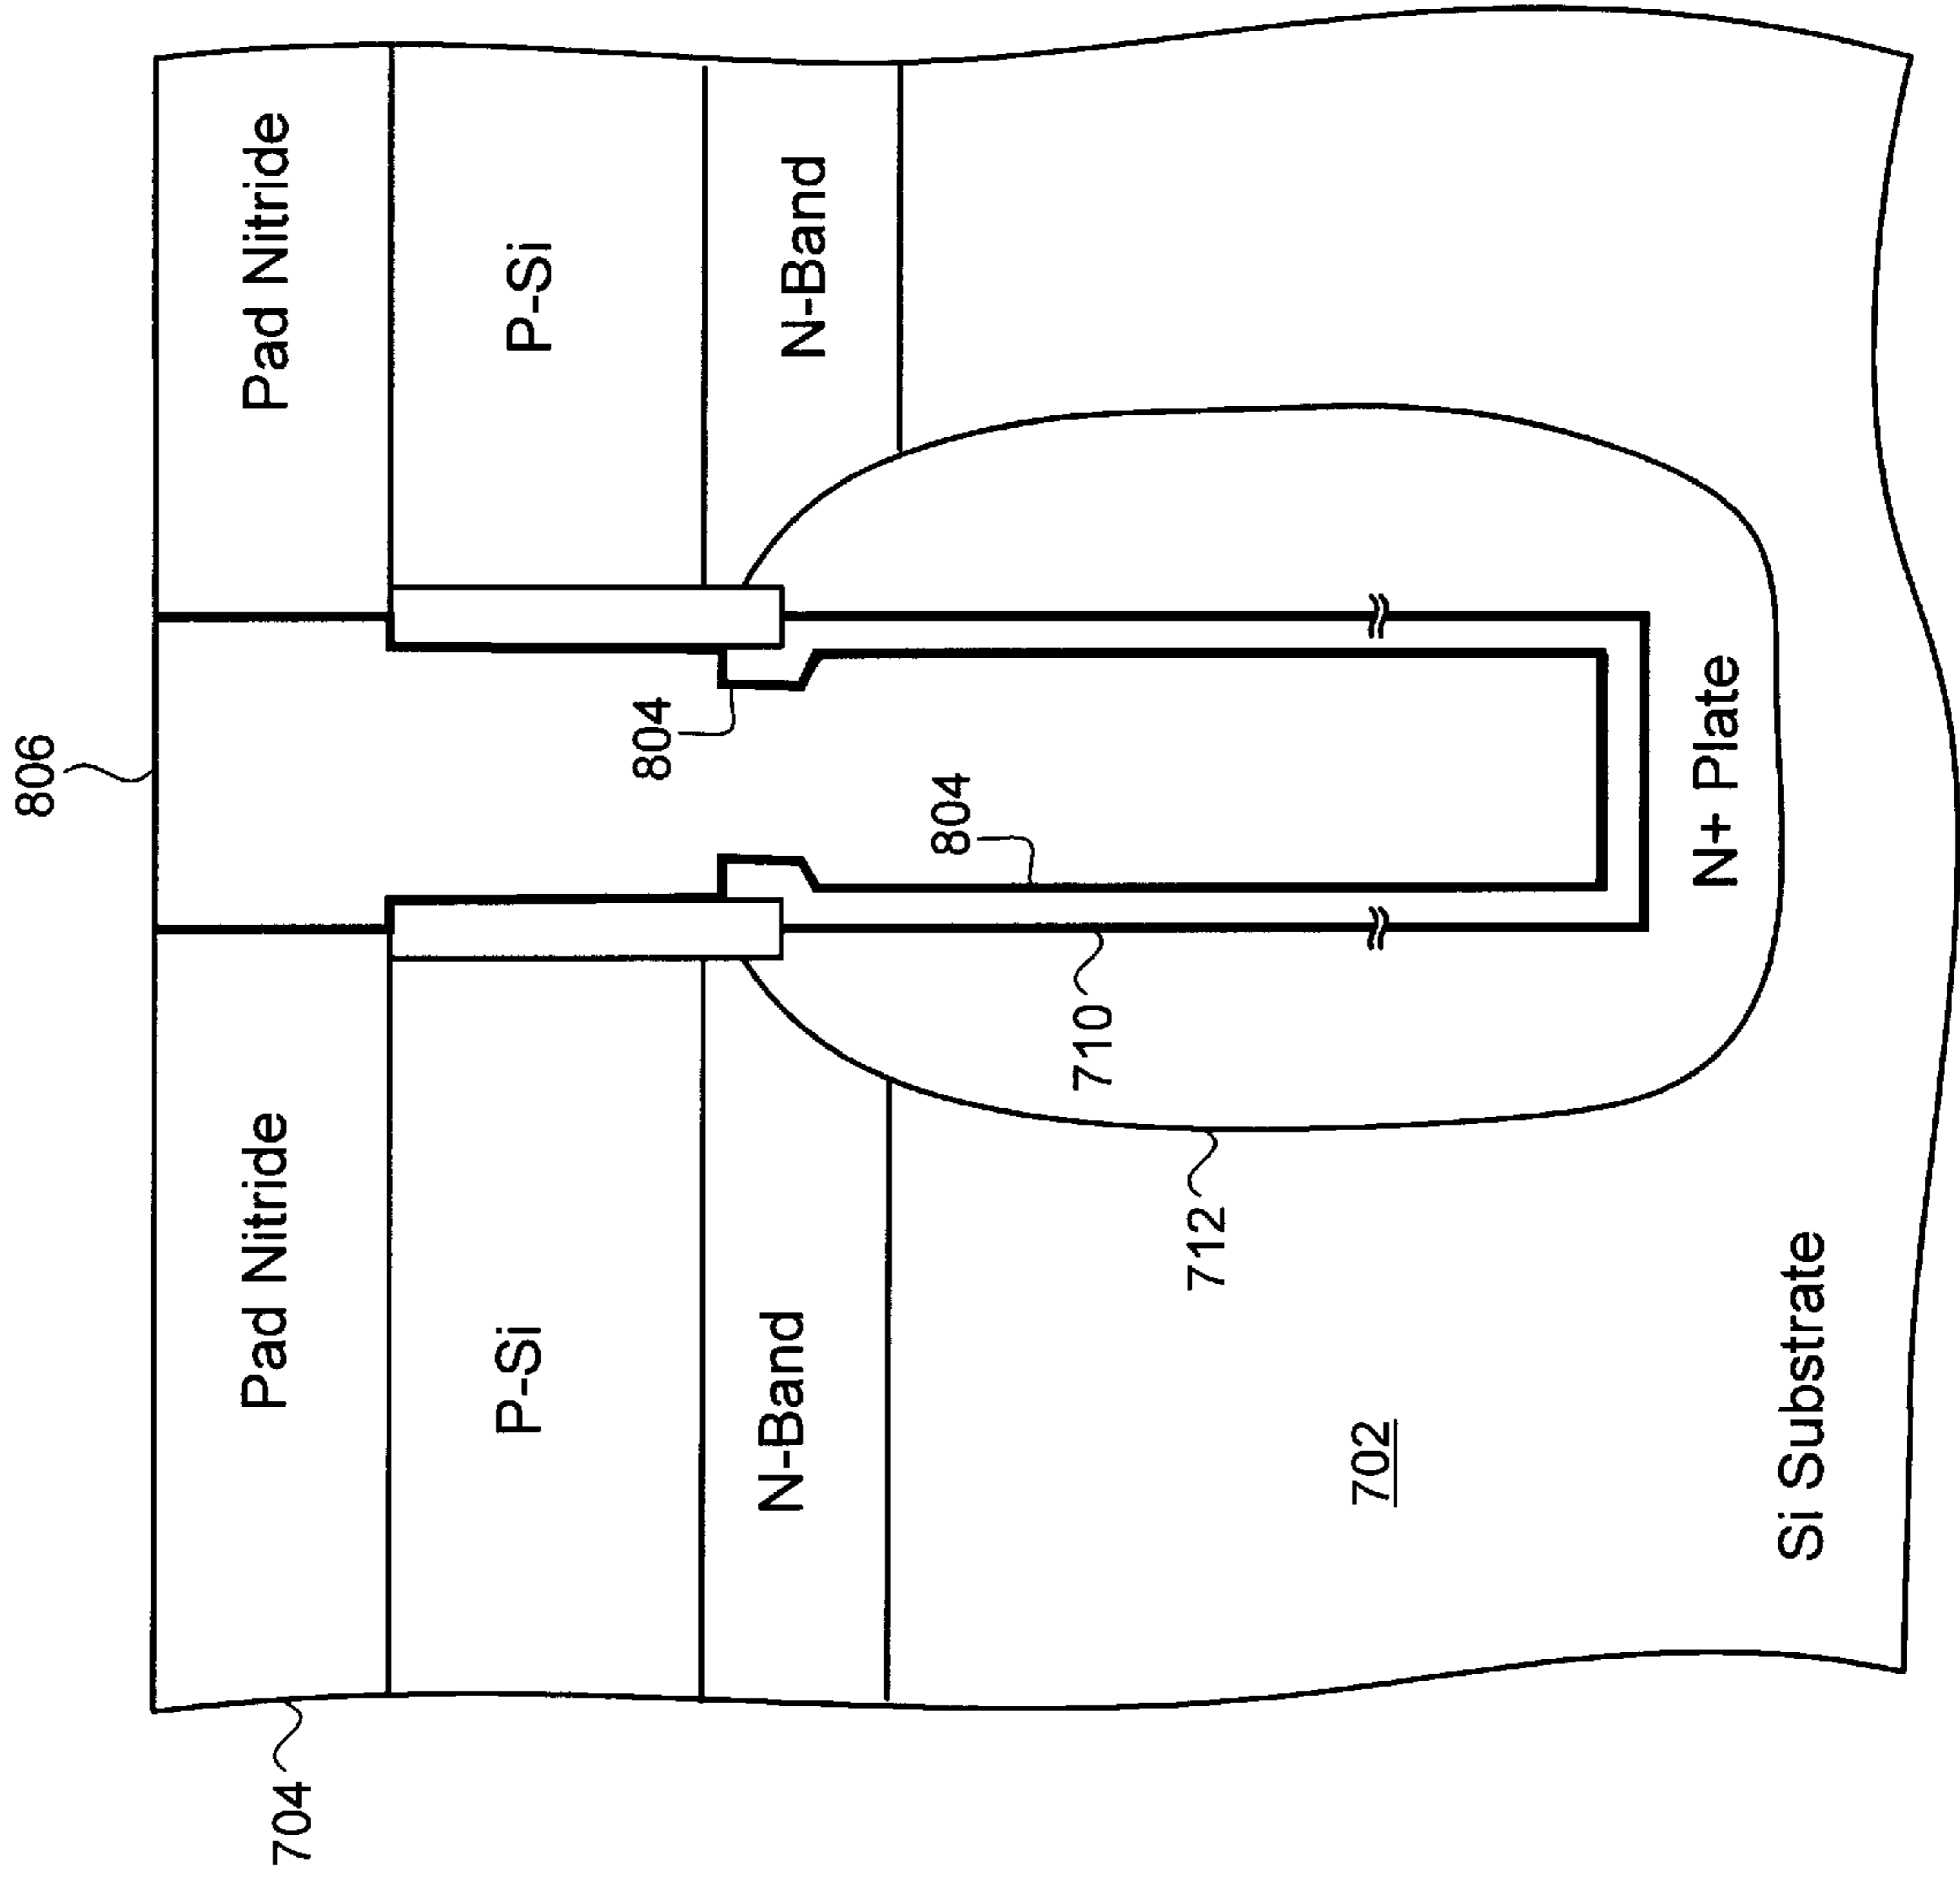 806
Pad Nitride
Pad Nitride
P-Si
P-Si
N-Band
N-Band
804
804
710
712
702
N+ Plate
Si Substrate
704